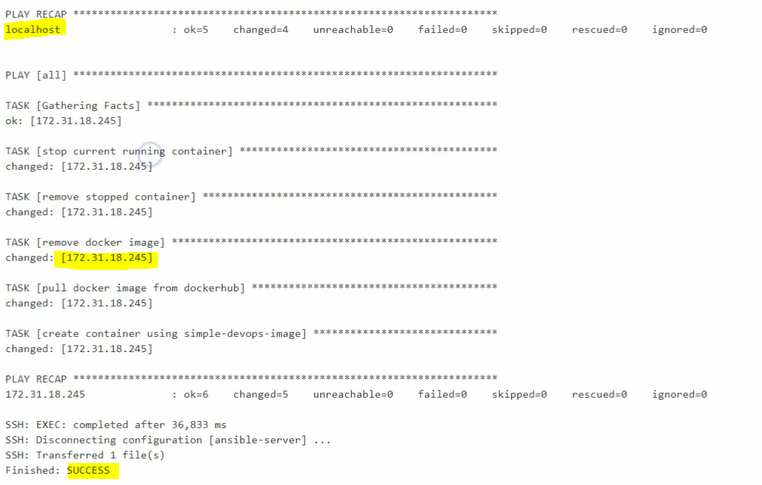 PLAY RECAP ********************************************************************
localhost : ok=5 changed=4 unreachable=0 failed=0 skipped=0 rescued=0 ignored=0
PLAY [all] ********************************************************************
TASK [Gathering Facts] ********************************************************
ok: [172.31.18.245]
TASK [stop current running container] *****************************************
changed: [172.31.18.245]
TASK [remove stopped container] ***********************************************
changed: [172.31.18.245]
TASK [remove docker image] ****************************************************
changed: [172.31.18.245]
TASK [pull docker image from dockerhub] ***************************************
changed: [172.31.18.245]
TASK [create container using simple-devops-image] *****************************
changed: [172.31.18.245]
PLAY RECAP ********************************************************************
172.31.18.245 : ok=6 changed=5 unreachable=0 failed=0 skipped=0 rescued=0 ignored=0
SSH: EXEC: completed after 36,833 ms
SSH: Disconnecting configuration [ansible-server] ...
SSH: Transferred 1 file(s)
Finished: SUCCESS